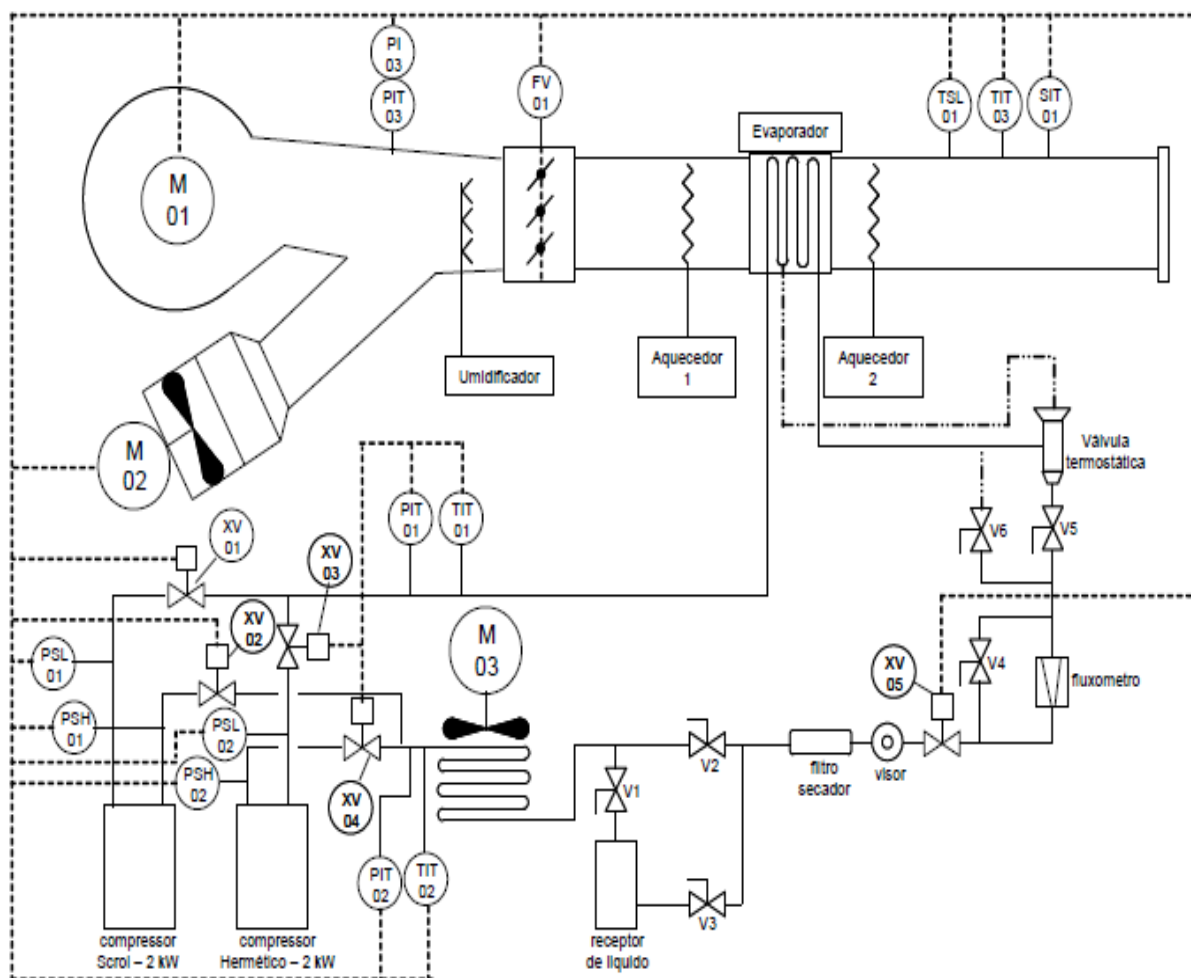 PI
03
PIT
03
FV
01
TSL
01
TIT
03
SIT
01
Evaporador
M
01
Umidificador
Aquecedor
1
Aquecedor
2
M
02
Válvula
termostática
XV
01
XV
03
PIT
01
TIT
01
V6
V5
XV
02
M
03
PSL
01
XV
05
V4
fluxometro
PSH
01
PSL
02
PSH
02
V2
filtro
secador
visor
V1
XV
04
PIT
02
TIT
02
V3
compressor
Scrol – 2 kW
compressor
Hermético – 2 kW
receptor
de líquido